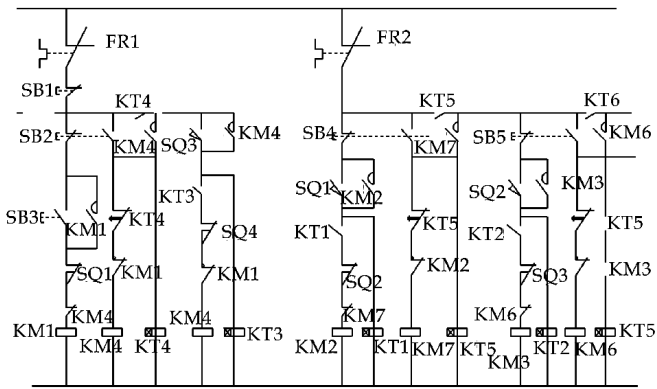 FR1 FR2
SB1
KT4 KT5 KT6
SB2 KM4 SQ3 KM4 SB4 KM7 SB5 KM6
SQ1 KM2 SQ2 KM3
KT3
SB3 KM1 KT4 SQ4 KT1 KT5 KT2 KT5
SQ1 KM1 KM1 SQ2 KM2 SQ3 KM3
KM4 KM4 KM7 KM6
KM1 KM4 KT4 KT3 KM2 KT1 KM7 KT5 KM3 KT2 KM6 KT5